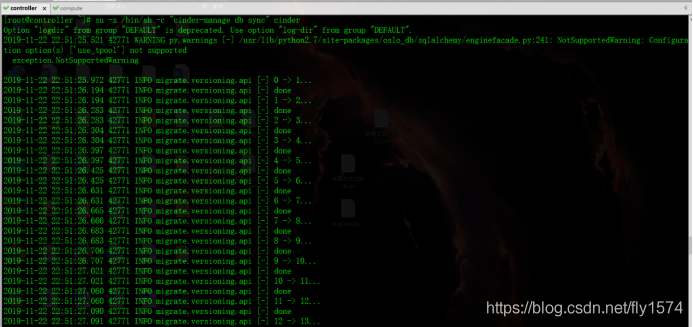 controller
compute
[root@controller ~]# su -s /bin/sh -c "cinder-manage db sync" cinder
Option "logdir" from group "DEFAULT" is deprecated. Use option "log-dir" from group "DEFAULT".
2019-11-22 22:51:25.521 42771 WARNING py.warnings [-] /usr/lib/python2.7/site-packages/oslo_db/sqlalchemy/enginefacade.py:241: NotSupportedWarning: Configura
tion option(s) ['use_tpool'] not supported
  exception.NotSupportedWarning
2019-11-22 22:51:25.972 42771 INFO migrate.versioning.api [-] 0 -> 1...
2019-11-22 22:51:26.194 42771 INFO migrate.versioning.api [-] done
2019-11-22 22:51:26.194 42771 INFO migrate.versioning.api [-] 1 -> 2...
2019-11-22 22:51:26.283 42771 INFO migrate.versioning.api [-] done
2019-11-22 22:51:26.283 42771 INFO migrate.versioning.api [-] 2 -> 3...
2019-11-22 22:51:26.304 42771 INFO migrate.versioning.api [-] done
2019-11-22 22:51:26.304 42771 INFO migrate.versioning.api [-] 3 -> 4...
2019-11-22 22:51:26.397 42771 INFO migrate.versioning.api [-] done
2019-11-22 22:51:26.397 42771 INFO migrate.versioning.api [-] 4 -> 5...
2019-11-22 22:51:26.425 42771 INFO migrate.versioning.api [-] done
2019-11-22 22:51:26.425 42771 INFO migrate.versioning.api [-] 5 -> 6...
2019-11-22 22:51:26.631 42771 INFO migrate.versioning.api [-] done
2019-11-22 22:51:26.631 42771 INFO migrate.versioning.api [-] 6 -> 7...
2019-11-22 22:51:26.665 42771 INFO migrate.versioning.api [-] done
2019-11-22 22:51:26.666 42771 INFO migrate.versioning.api [-] 7 -> 8...
2019-11-22 22:51:26.683 42771 INFO migrate.versioning.api [-] done
2019-11-22 22:51:26.683 42771 INFO migrate.versioning.api [-] 8 -> 9...
2019-11-22 22:51:26.706 42771 INFO migrate.versioning.api [-] done
2019-11-22 22:51:26.707 42771 INFO migrate.versioning.api [-] 9 -> 10...
2019-11-22 22:51:27.021 42771 INFO migrate.versioning.api [-] done
2019-11-22 22:51:27.021 42771 INFO migrate.versioning.api [-] 10 -> 11...
2019-11-22 22:51:27.060 42771 INFO migrate.versioning.api [-] done
2019-11-22 22:51:27.060 42771 INFO migrate.versioning.api [-] 11 -> 12...
2019-11-22 22:51:27.090 42771 INFO migrate.versioning.api [-] done
2019-11-22 22:51:27.091 42771 INFO migrate.versioning.api [-] 12 -> 13...
https://blog.csdn.net/fly1574